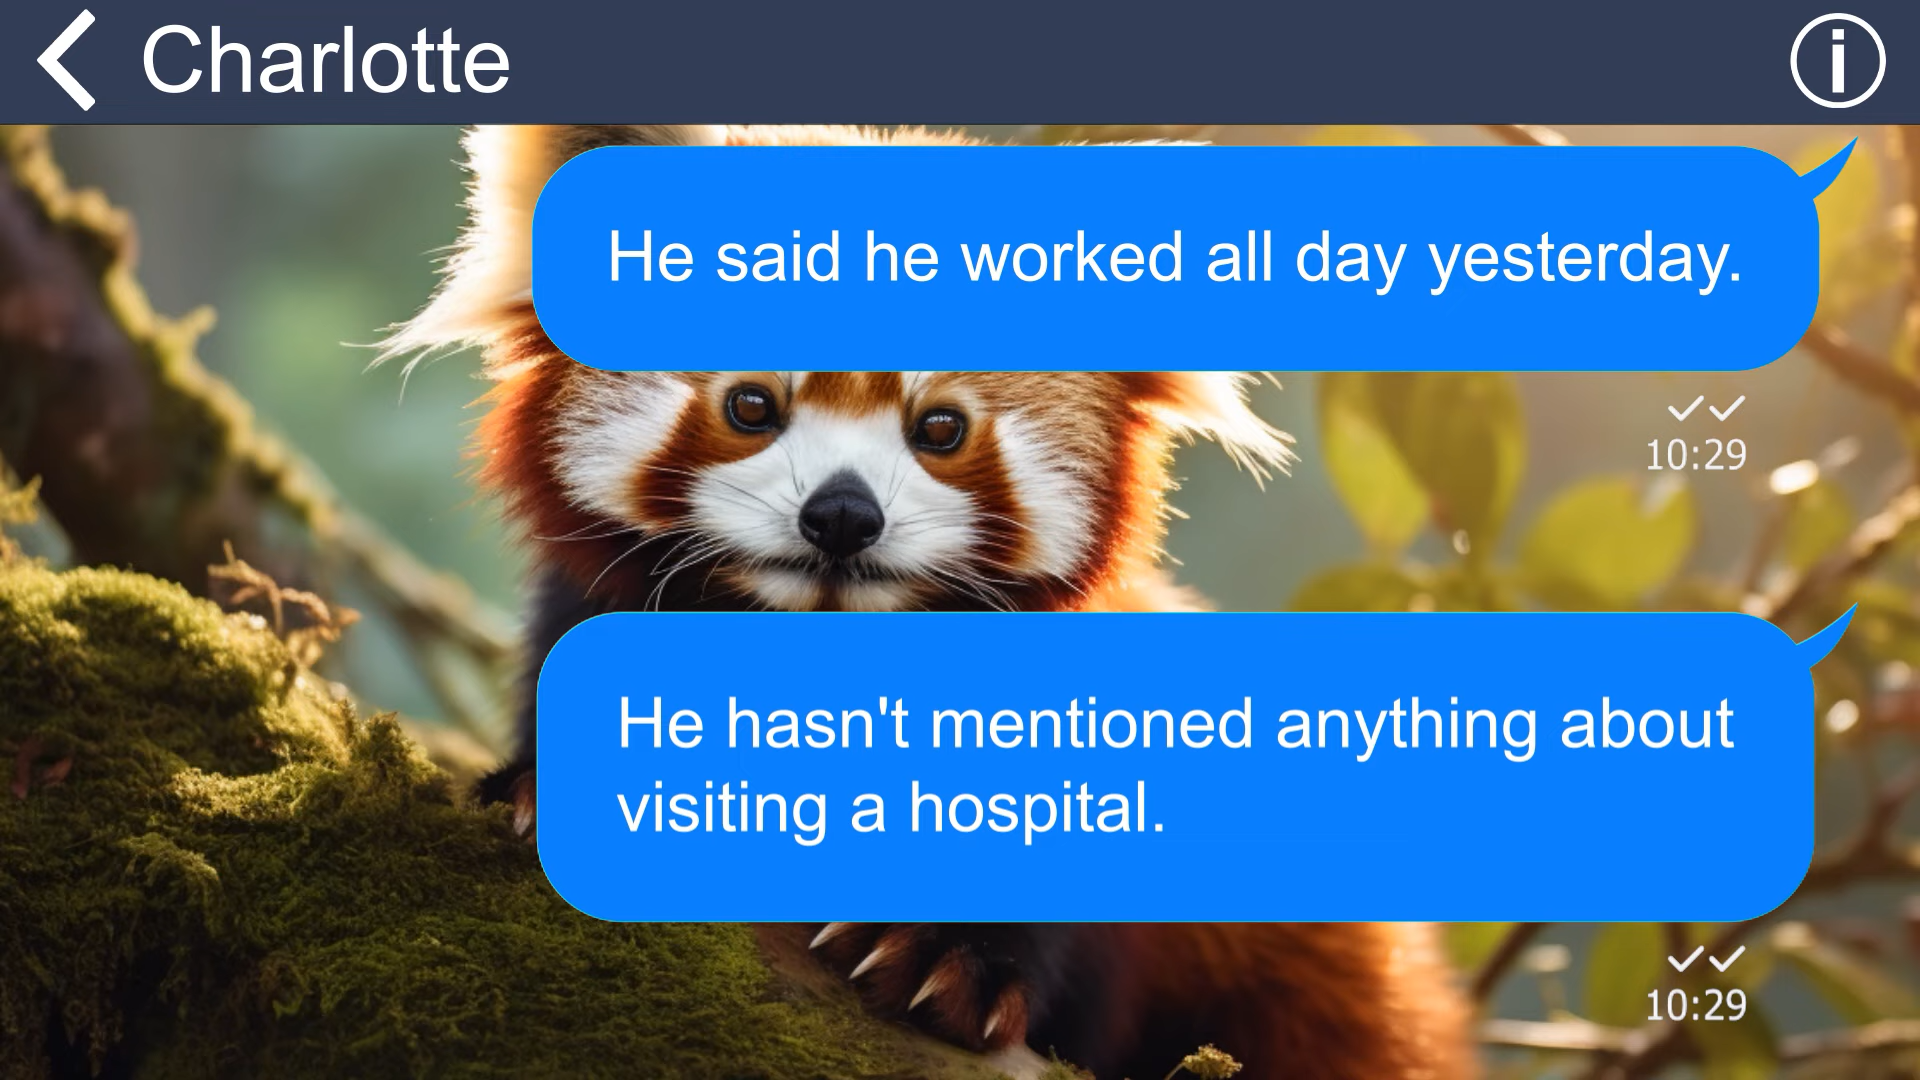 Charlotte
He said he worked all day yesterday.
10:29
He hasn't mentioned anything about
visiting a hospital.
10:29